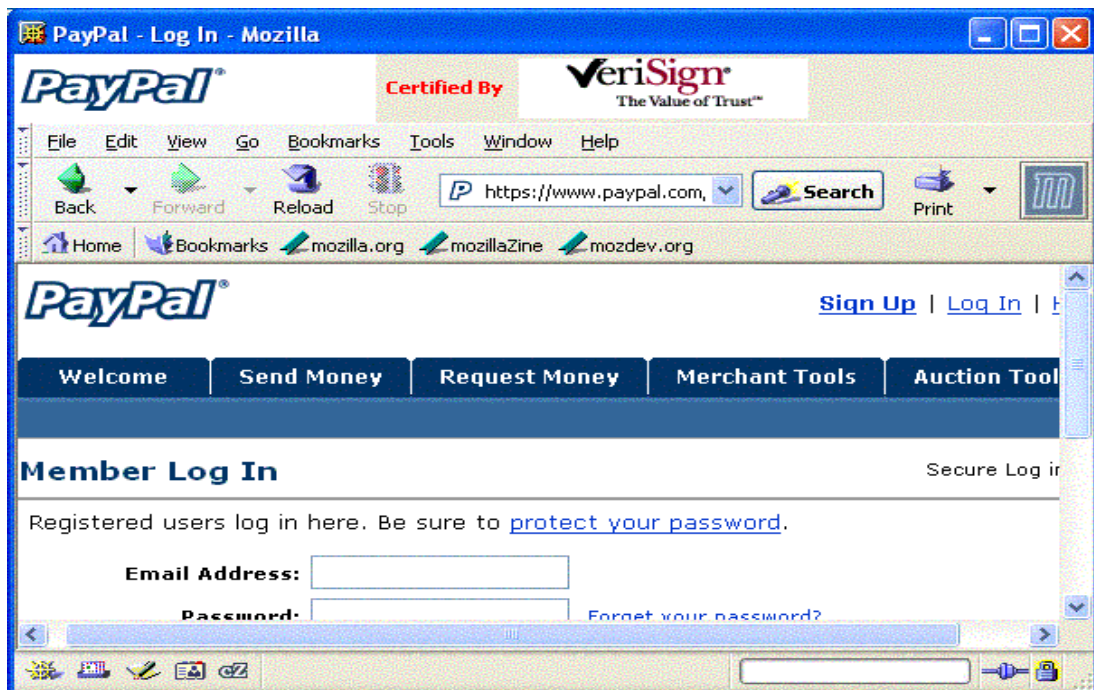 PayPal - Log In - Mozilla
PayPal® Certified By VeriSign®
The Value of Trust℠
File Edit View Go Bookmarks Tools Window Help
https://www.paypal.com, Search
Back Forward Reload Stop Print
Home Bookmarks mozilla.org mozillaZine mozdev.org
PayPal®
Sign Up | Log In |
Welcome Send Money Request Money Merchant Tools Auction Tool
Member Log In Secure Log in
Registered users log in here. Be sure to protect your password.
Email Address:
Password: Forget your password?